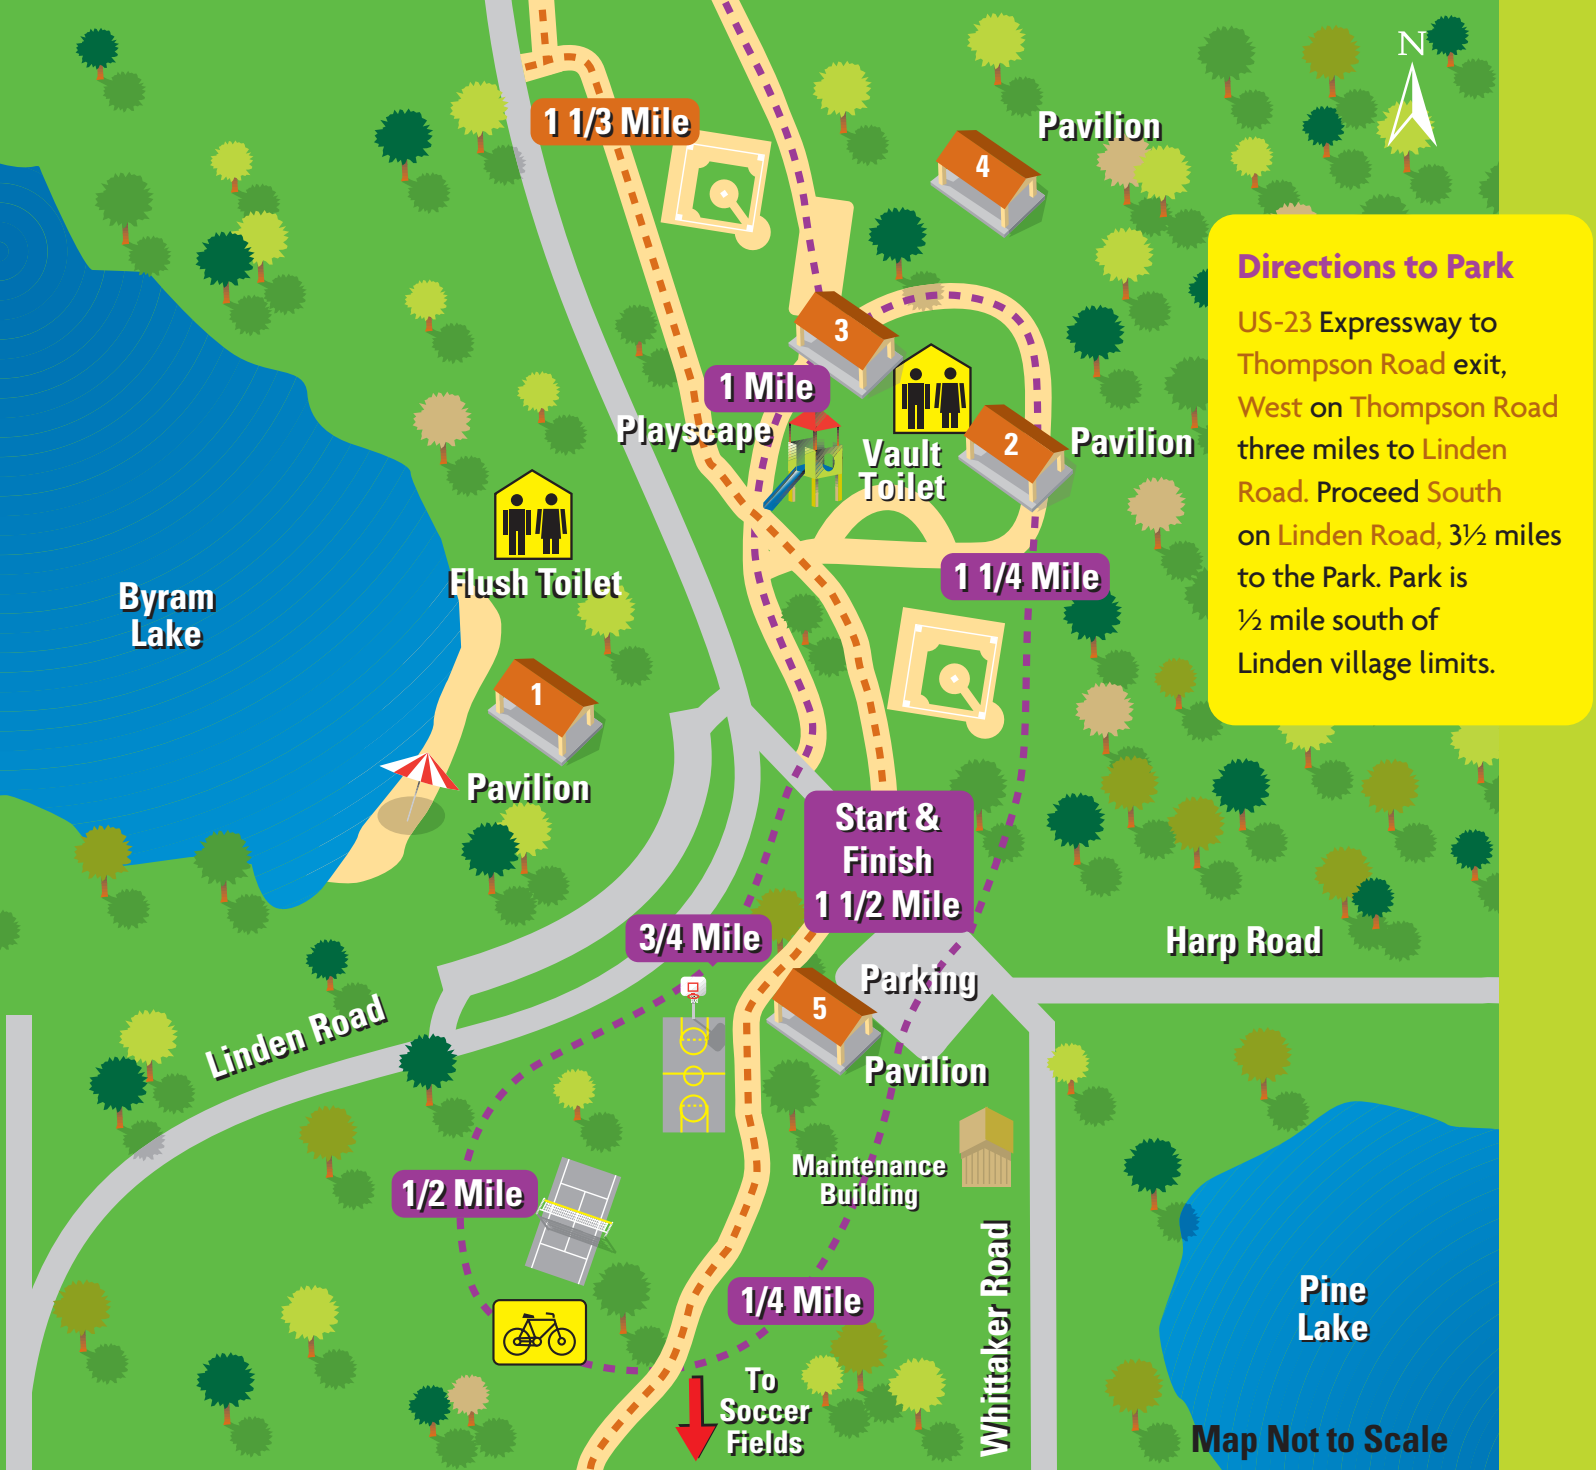 N
1 1/3 Mile
Pavilion
4
Directions to Park
US-23 Expressway to
Thompson Road exit,
West on Thompson Road
three miles to Linden
Road. Proceed South
on Linden Road, 3½ miles
to the Park. Park is
½ mile south of
Linden village limits.
3
1 Mile
Playscape
Vault
Toilet
2
Pavilion
Flush Toilet
1 1/4 Mile
Byram
Lake
1
Pavilion
Start &
Finish
1 1/2 Mile
3/4 Mile
Harp Road
Parking
5
Pavilion
Linden Road
Maintenance
Building
1/2 Mile
1/4 Mile
Whittaker Road
Pine
Lake
To
Soccer
Fields
Map Not to Scale